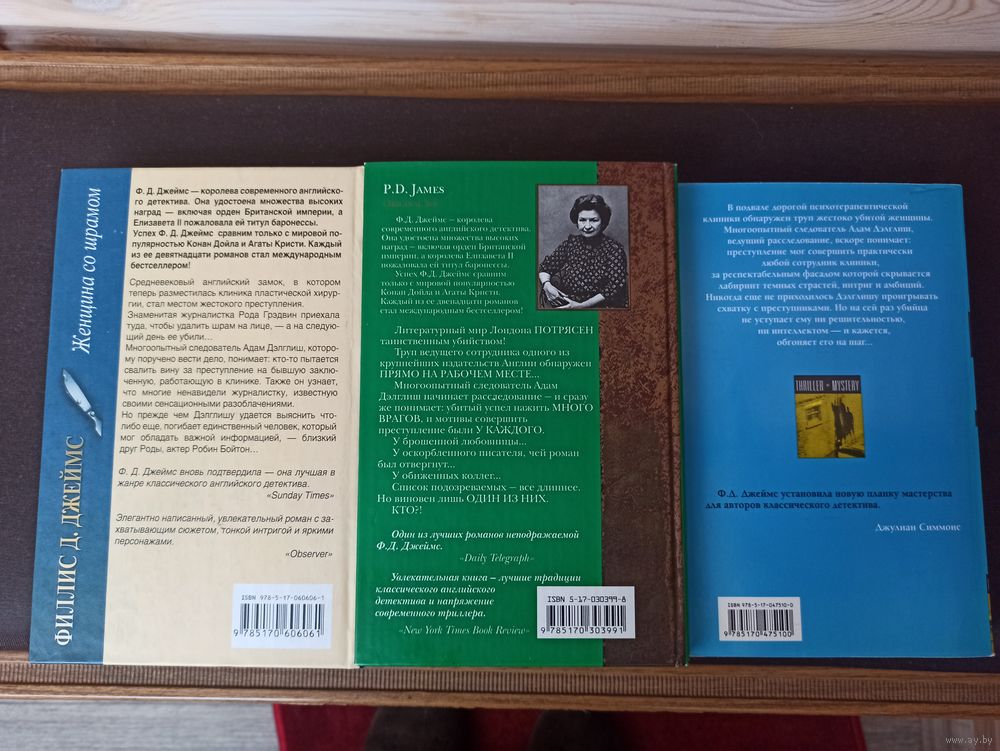 Женщина со шрамом
ФИЛЛИС Д. ДЖЕЙМС
Ф. Д. Джеймс — королева современного английско-
го детектива. Она удостоена множества высоких
наград — включая орден Британской империи, а
Елизавета II пожаловала ей титул баронессы.
Успех Ф. Д. Джеймс сравним только с мировой по-
пулярностью Конан Дойла и Агаты Кристи. Каждый
из ее девятнадцати романов стал международным
бестселлером!
Средневековый английский замок, в котором
теперь разместилась клиника пластической хирур-
гии, стал местом жестокого преступления.
Знаменитая журналистка Рода Грэдвин приехала
туда, чтобы удалить шрам на лице, — а на следую-
щий день ее убили...
Многоопытный следователь Адам Дэлглиш, которо-
му поручено вести дело, понимает: кто-то пытается
свалить вину за преступление на бывшую заклю-
ченную, работающую в клинике. Также он узнает,
что многие ненавидели журналистку, известную
своими сенсационными разоблачениями.
Но прежде чем Дэлглишу удается выяснить что-
либо еще, погибает единственный человек, который
мог обладать важной информацией, — близкий
друг Роды, актер Робин Бойтон...
Ф. Д. Джеймс вновь подтвердила — она лучшая в
жанре классического английского детектива.
«Sunday Times»
Элегантно написанный, увлекательный роман с за-
хватывающим сюжетом, тонкой интригой и яркими
персонажами.
«Observer»
ISBN 978-5-17-060606-1
9 785170 606061
P.D. JAMES
Ф.Д. Джеймс – королева
современного английского детектива.
Она удостоена множества высоких
наград – включая орден Британской
империи, а королева Елизавета II
пожаловала ей титул баронессы.
Успех Ф.Д. Джеймс сравним
только с мировой популярностью
Конан Дойла и Агаты Кристи.
Каждый из ее двенадцати романов
стал международным бестселлером!
Литературный мир Лондона ПОТРЯСЕН
таинственным убийством!
Труп ведущего сотрудника одного из
крупнейших издательств Англии обнаружен
ПРЯМО НА РАБОЧЕМ МЕСТЕ...
Многоопытный следователь Адам
Дэлглиш начинает расследование – и сразу
же понимает: убитый успел нажить МНОГО
ВРАГОВ, и мотивы совершить
преступление были У КАЖДОГО.
У брошенной любовницы...
У оскорбленного писателя, чей роман
был отвергнут...
У обиженных коллег...
Список подозреваемых – все длиннее.
Но виновен лишь ОДИН ИЗ НИХ.
КТО?!
Один из лучших романов неподражаемой
Ф.Д. Джеймс.
«Daily Telegraph»
Увлекательная книга – лучшие традиции
классического английского
детектива и напряжение
современного триллера.
«New York Times Book Review»
ISBN 5-17-030399-8
9 785170 303991
В подвале дорогой психотерапевтической
клиники обнаружен труп жестоко убитой женщины.
Многоопытный следователь Адам Дэлглиш,
ведущий расследование, вскоре понимает:
преступление мог совершить практически
любой сотрудник клиники,
за респектабельным фасадом которой скрывается
лабиринт темных страстей, интриг и амбиций.
Никогда еще не приходилось Дэлглишу проигрывать
схватку с преступниками. Но на сей раз убийца
не уступает ему ни решительностью,
ни интеллектом — и кажется,
обгоняет его на шаг...
THRILLER • MYSTERY
Ф.Д. Джеймс установила новую планку мастерства
для авторов классического детектива.
Джулиан Симмонс
ISBN 978-5-17-047510-0
9 785170 475100
www.ay.by